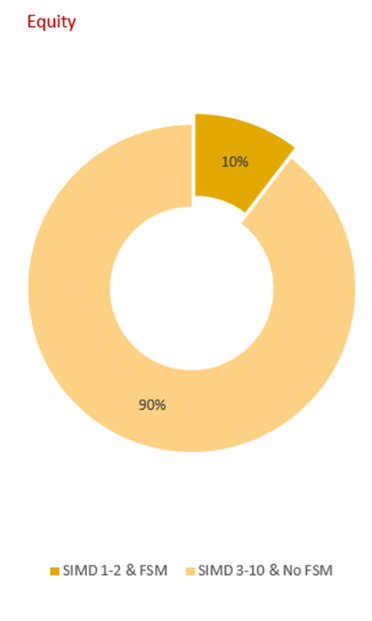 Equity
10%
90%
SIMD 1-2 & FSM SIMD 3-10 & No FSM